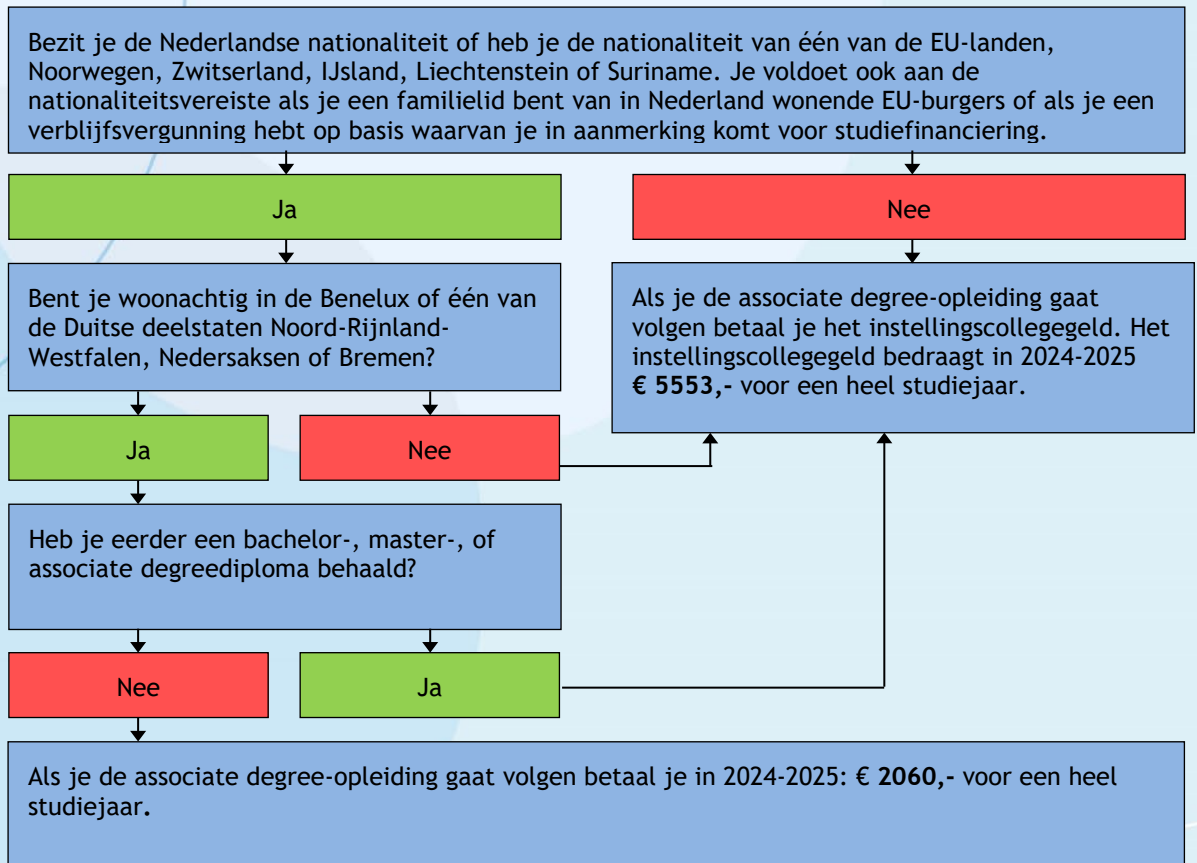 Bezit je de Nederlandse nationaliteit of heb je de nationaliteit van één van de EU-landen,
Noorwegen, Zwitserland, IJsland, Liechtenstein of Suriname. Je voldoet ook aan de
nationaliteitsvereiste als je een familielid bent van in Nederland wonende EU-burgers of als je een
verblijfsvergunning hebt op basis waarvan je in aanmerking komt voor studiefinanciering.
Ja
Nee
Bent je woonachtig in de Benelux of één van
de Duitse deelstaten Noord-Rijnland-
Westfalen, Nedersaksen of Bremen?
Als je de associate degree-opleiding gaat
volgen betaal je het instellingscollegegeld. Het
instellingscollegegeld bedraagt in 2024-2025
€ 5553,- voor een heel studiejaar.
Ja
Nee
Heb je eerder een bachelor-, master-, of
associate degreediploma behaald?
Nee
Ja
Als je de associate degree-opleiding gaat volgen betaal je in 2024-2025: € 2060,- voor een heel
studiejaar.